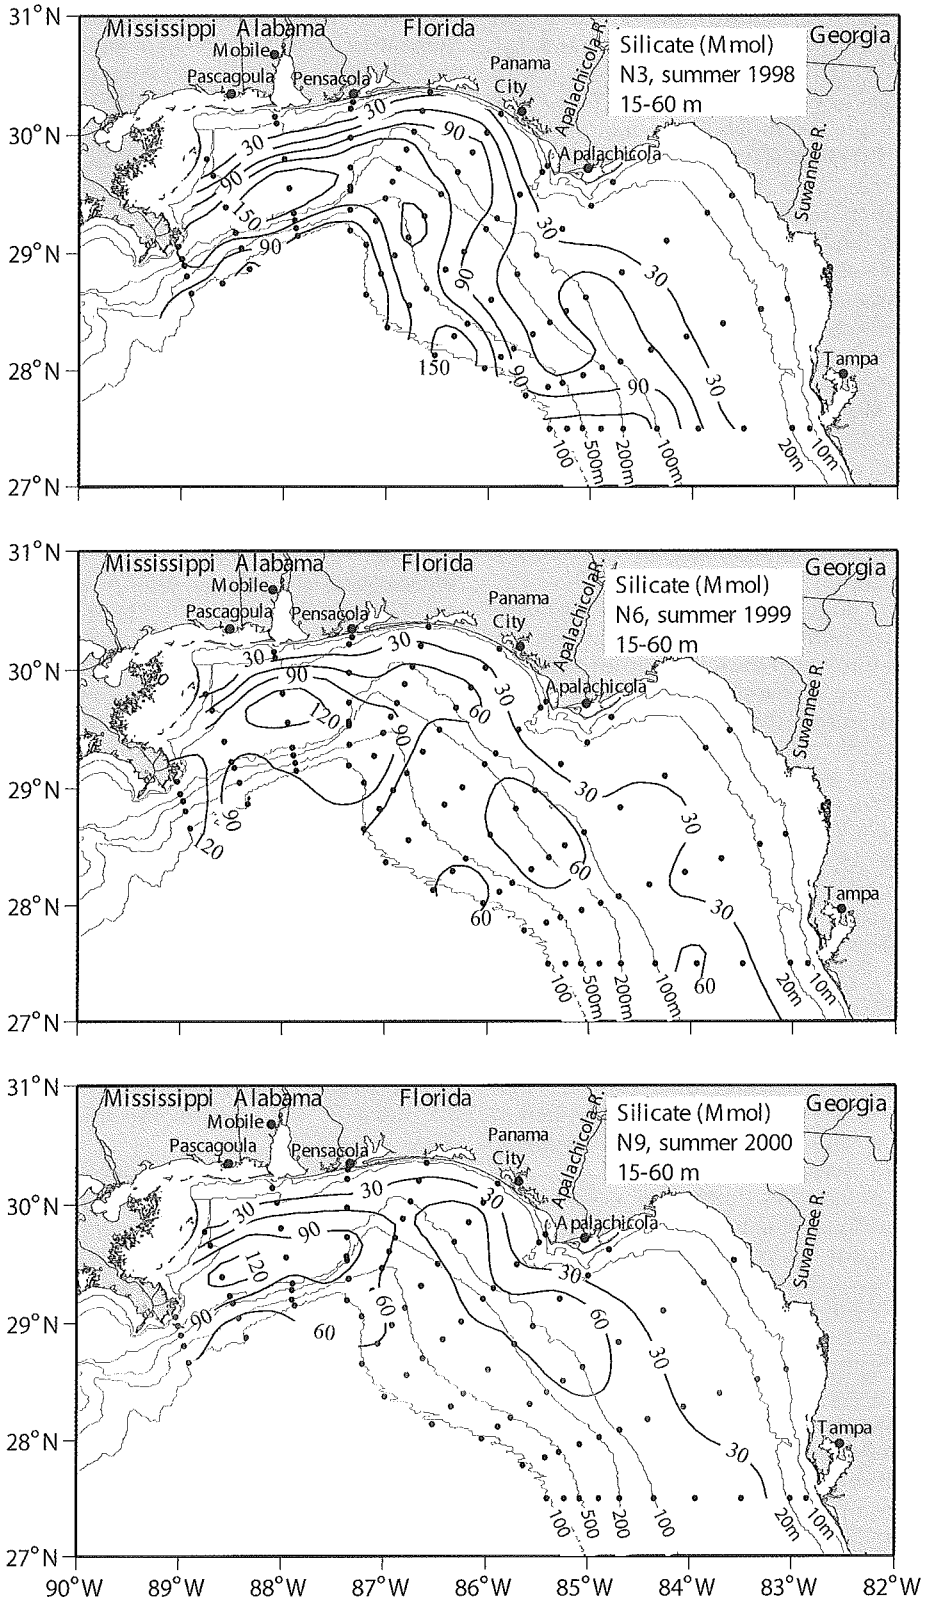 31°N
Mississippi Alabama Florida Georgia
Mobile
Pascagoula Pensacola
Panama
City
Apalachicola R.
Silicate (Mmol)
N3, summer 1998
15-60 m
30°N
30 30 90
Apalachicola
Suwannee R.
90
150
30
29°N
90
30
90
28°N
150
90
90
30
Tampa
100 500m 200m 100m 20m 10m
27°N
31°N
Mississippi Alabama Florida Georgia
Mobile
Pascagoula Pensacola
Panama
City
Apalachicola R.
Silicate (Mmol)
N6, summer 1999
15-60 m
30°N
30 30
90
30
Apalachicola
Suwannee R.
120
60
90
29°N
30
90
30
120
60
28°N
60
30
Tampa
60
100 500m 200m 100m 20m 10m
27°N
31°N
Mississippi Alabama Florida Georgia
Mobile
Pascagoula Pensacola
Panama
City
Apalachicola R.
Silicate (Mmol)
N9, summer 2000
15-60 m
30°N
30 30 30
90
Apalachicola
Suwannee R.
120
30
60
90
60
60
29°N
30
28°N
30
Tampa
100 500 200 100 20m 10m
27°N
90°W 89°W 88°W 87°W 86°W 85°W 84°W 83°W 82°W